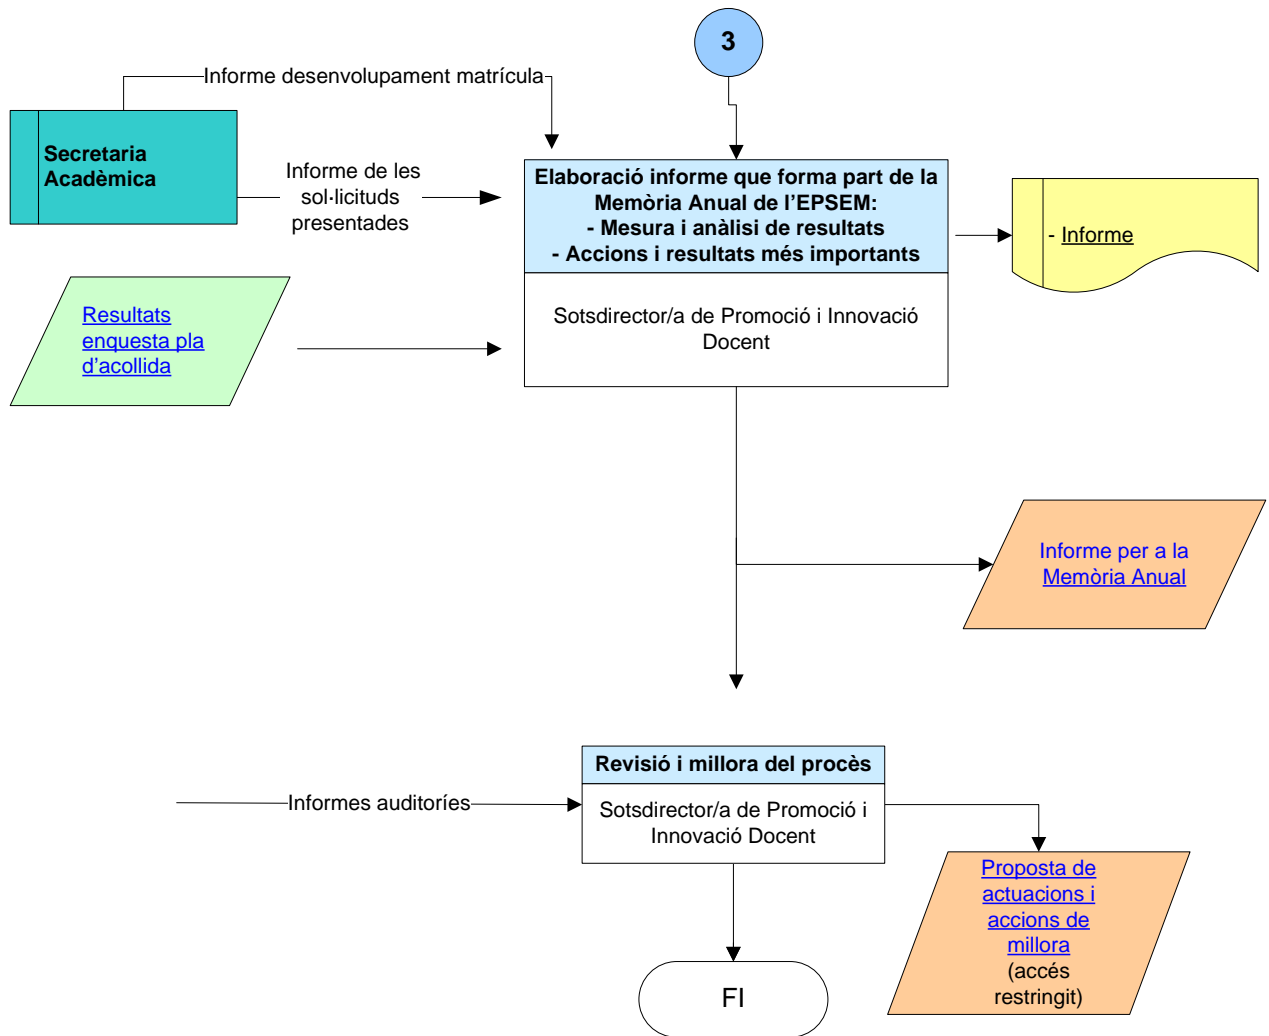 3
Informe desenvolupament matrícula
Secretaria
Acadèmica
Informe de les
sol·licituds
presentades
Elaboració informe que forma part de la
Memòria Anual de l'EPSEM:
- Mesura i anàlisi de resultats
- Accions i resultats més importants
Sotsdirector/a de Promoció i Innovació
Docent
- Informe
Resultats
enquesta pla
d’acollida
Informe per a la
Memòria Anual
Revisió i millora del procès
Informes auditoríes
Sotsdirector/a de Promoció i
Innovació Docent
Proposta de
actuacions i
accions de
millora
(accés
restringit)
FI